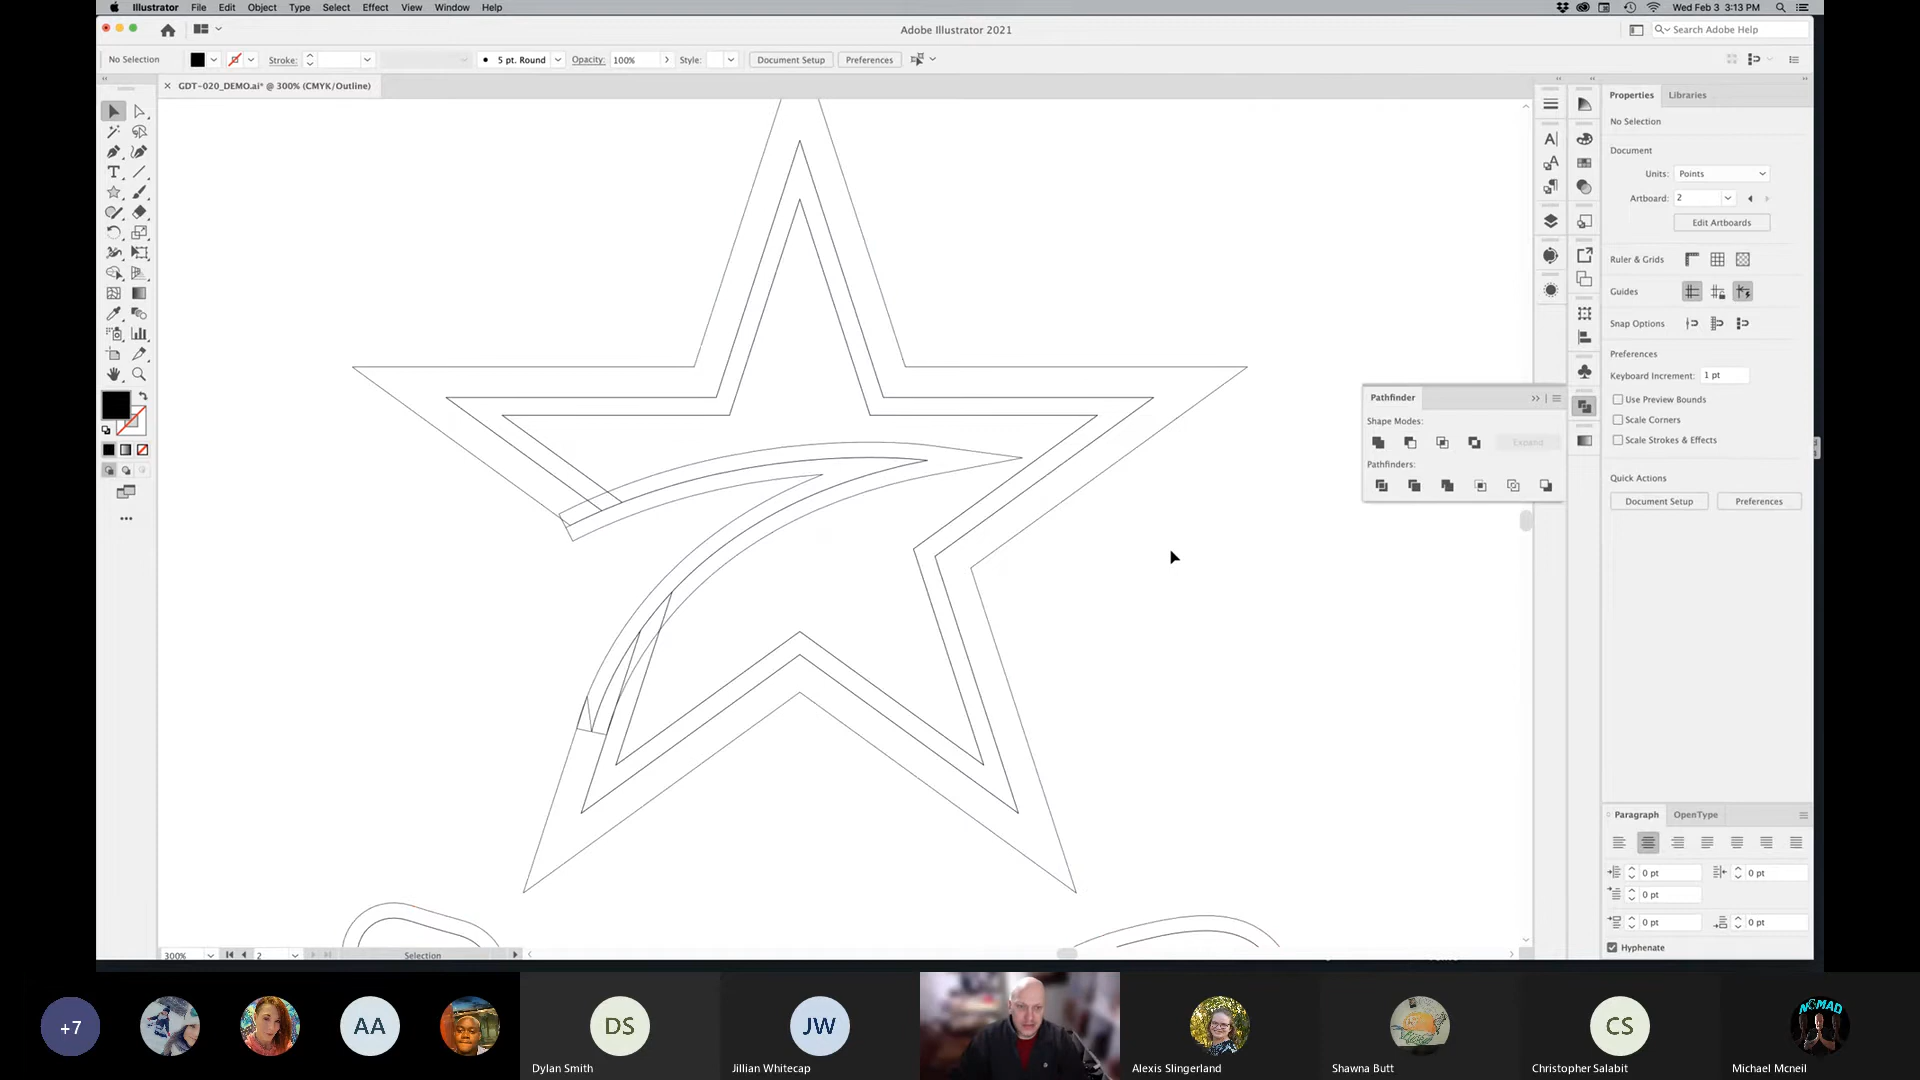 Illustrator File Edit Object Type Select Effect View Window Help Wed Feb 3 3:13 PM
Adobe Illustrator 2021 Search Adobe Help
No Selection Stroke: 5 pt. Round Opacity: 100% Style: Document Setup Preferences
GDT-020_DEMO.ai* @ 300% (CMYK/Outline)
Properties Libraries
No Selection
Document
Units: Points
Artboard: 2
Edit Artboards
Ruler & Grids
Guides
Snap Options
Preferences
Keyboard Increment: 1 pt
Use Preview Bounds
Scale Corners
Scale Strokes & Effects
Quick Actions
Document Setup Preferences
Pathfinder
Shape Modes:
Expand
Pathfinders:
Paragraph OpenType
0 pt 0 pt
0 pt
0 pt 0 pt
Hyphenate
300% 2 Selection
+7 AA DS JW CS NOMAD
Dylan Smith Jillian Whitecap Alexis Slingerland Shawna Butt Christopher Salabit Michael Mcneil